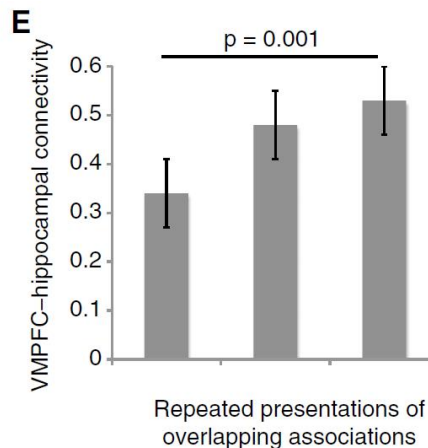 E
p = 0.001
VMPFC–hippocampal connectivity
0.6
0.5
0.4
0.3
0.2
0.1
0
Repeated presentations of
overlapping associations